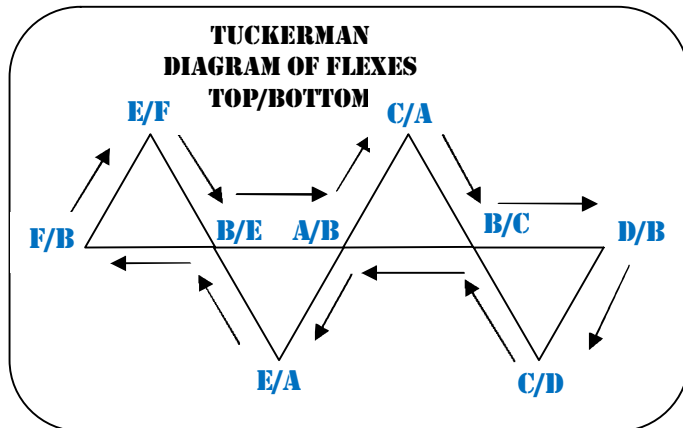 TUCKERMAN
DIAGRAM OF FLEXES
TOP/BOTTOM
E/F
C/A
F/B
B/E
A/B
B/C
D/B
E/A
C/D